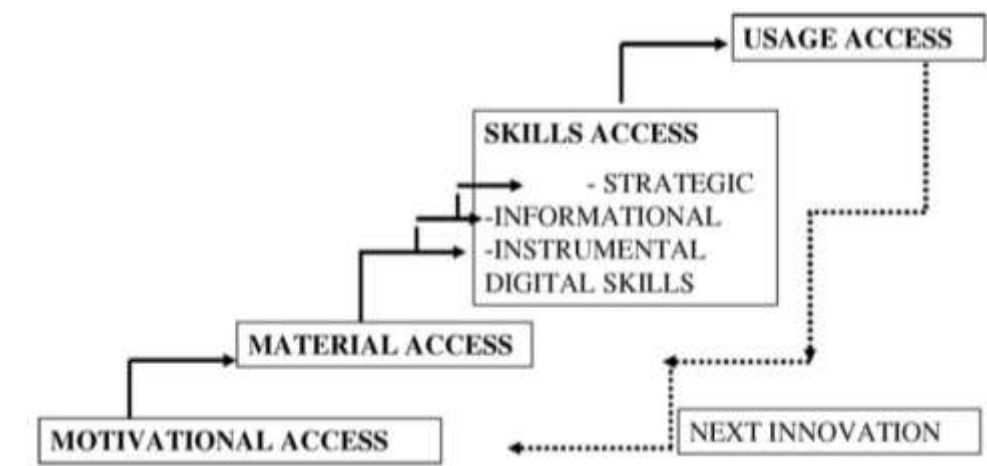 USAGE ACCESS
SKILLS ACCESS
- STRATEGIC
-INFORMATIONAL
-INSTRUMENTAL
DIGITAL SKILLS
MATERIAL ACCESS
NEXT INNOVATION
MOTIVATIONAL ACCESS